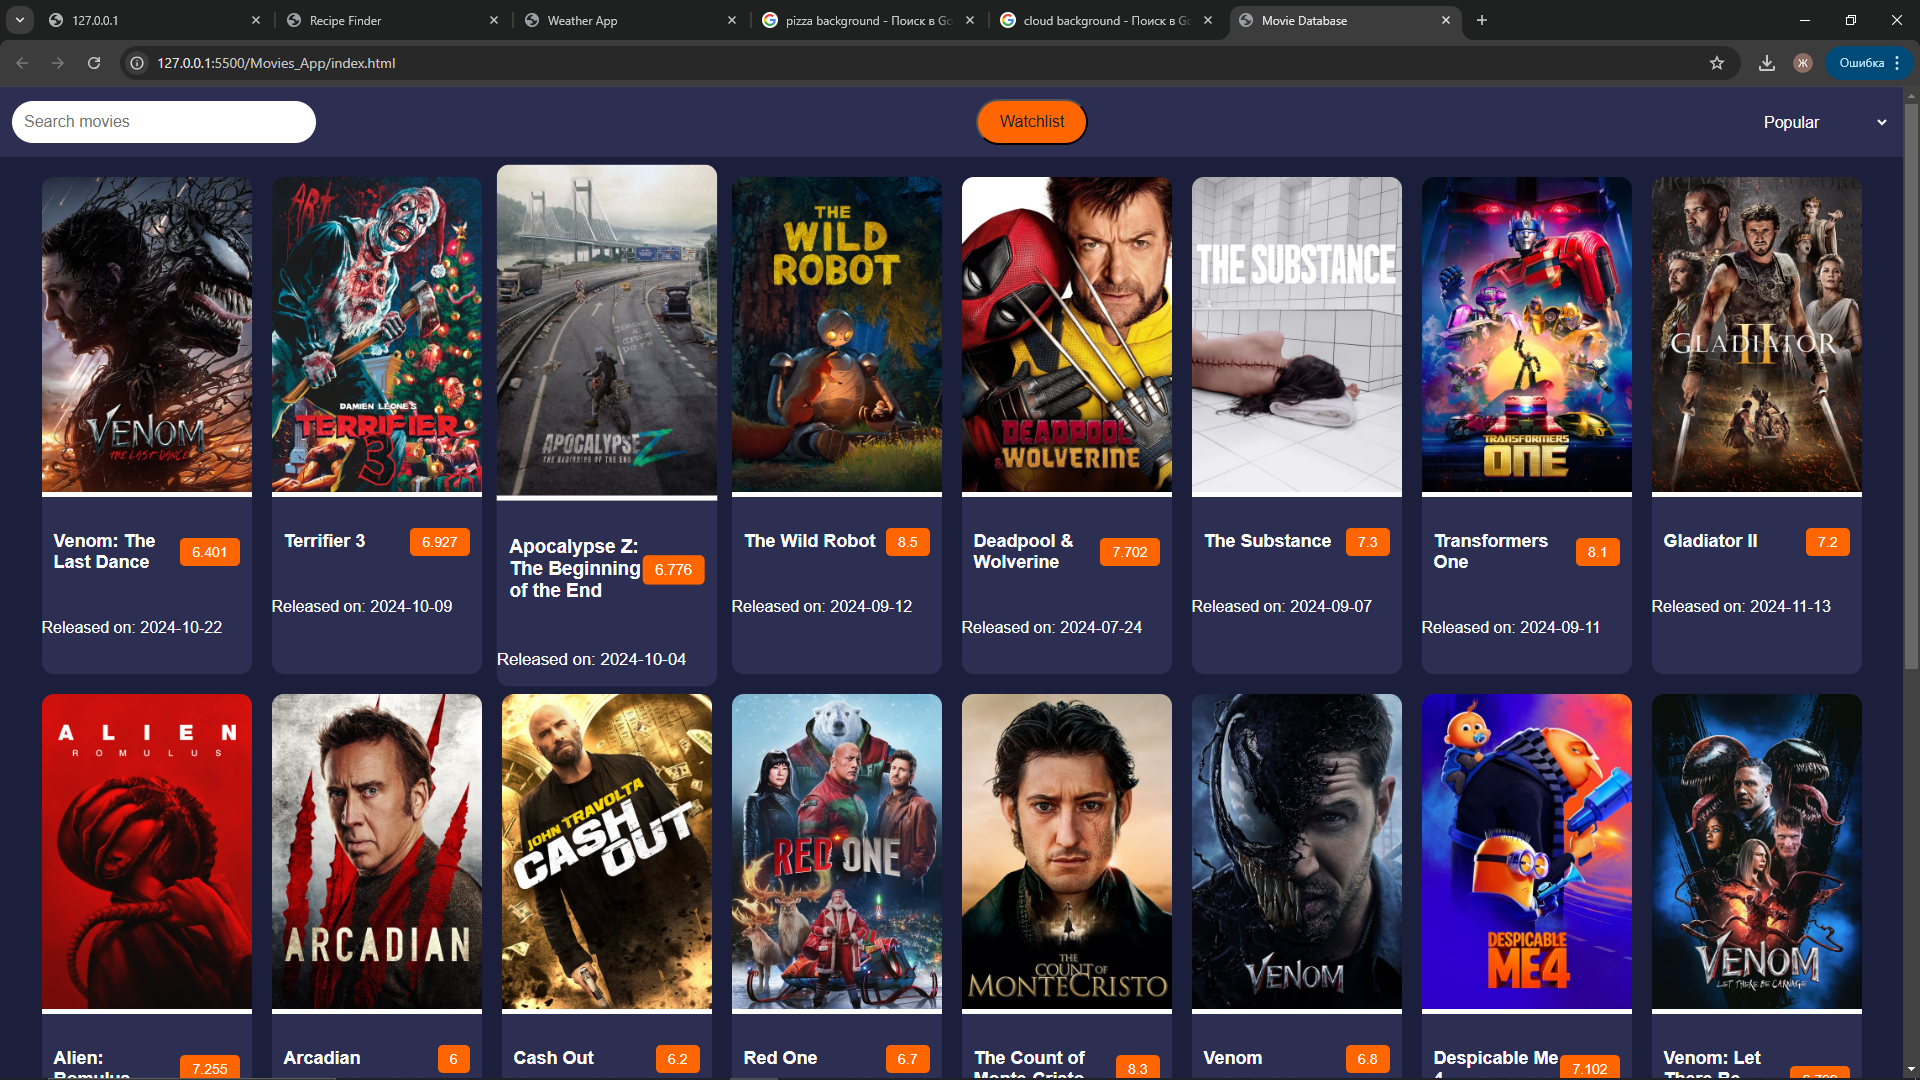 127.0.0.1
Recipe Finder
Weather App
pizza background - Поиск в Go
cloud background - Поиск в Go
Movie Database
127.0.0.1:5500/Movies_App/index.html
Ж
Ошибка
Search movies
Watchlist
Popular
VENOM
THE LAST DANCE
ART
DAMIEN LEONE'S
TERRIFIER
3
APOCALYPSE Z
THE BEGINNING OF THE END
THE
WILD
ROBOT
DEADPOOL
& WOLVERINE
THE SUBSTANCE
TRANSFORMERS
ONE
GLADIATOR
II
Venom: The
Last Dance
6.401
Released on: 2024-10-22
Terrifier 3
6.927
Released on: 2024-10-09
Apocalypse Z:
The Beginning
of the End
6.776
Released on: 2024-10-04
The Wild Robot
8.5
Released on: 2024-09-12
Deadpool &
Wolverine
7.702
Released on: 2024-07-24
The Substance
7.3
Released on: 2024-09-07
Transformers
One
8.1
Released on: 2024-09-11
Gladiator II
7.2
Released on: 2024-11-13
ALIEN
ROMULUS
ARCADIAN
JOHN TRAVOLTA
CASH
OUT
RED ONE
THE
COUNT OF
MONTECRISTO
VENOM
DESPICABLE
ME4
VENOM
LET THERE BE CARNAGE
Alien:
Romulus
7.255
Arcadian
6
Cash Out
6.2
Red One
6.7
The Count of
Monte Cristo
8.3
Venom
6.8
Despicable Me
4
7.102
Venom: Let
There Be